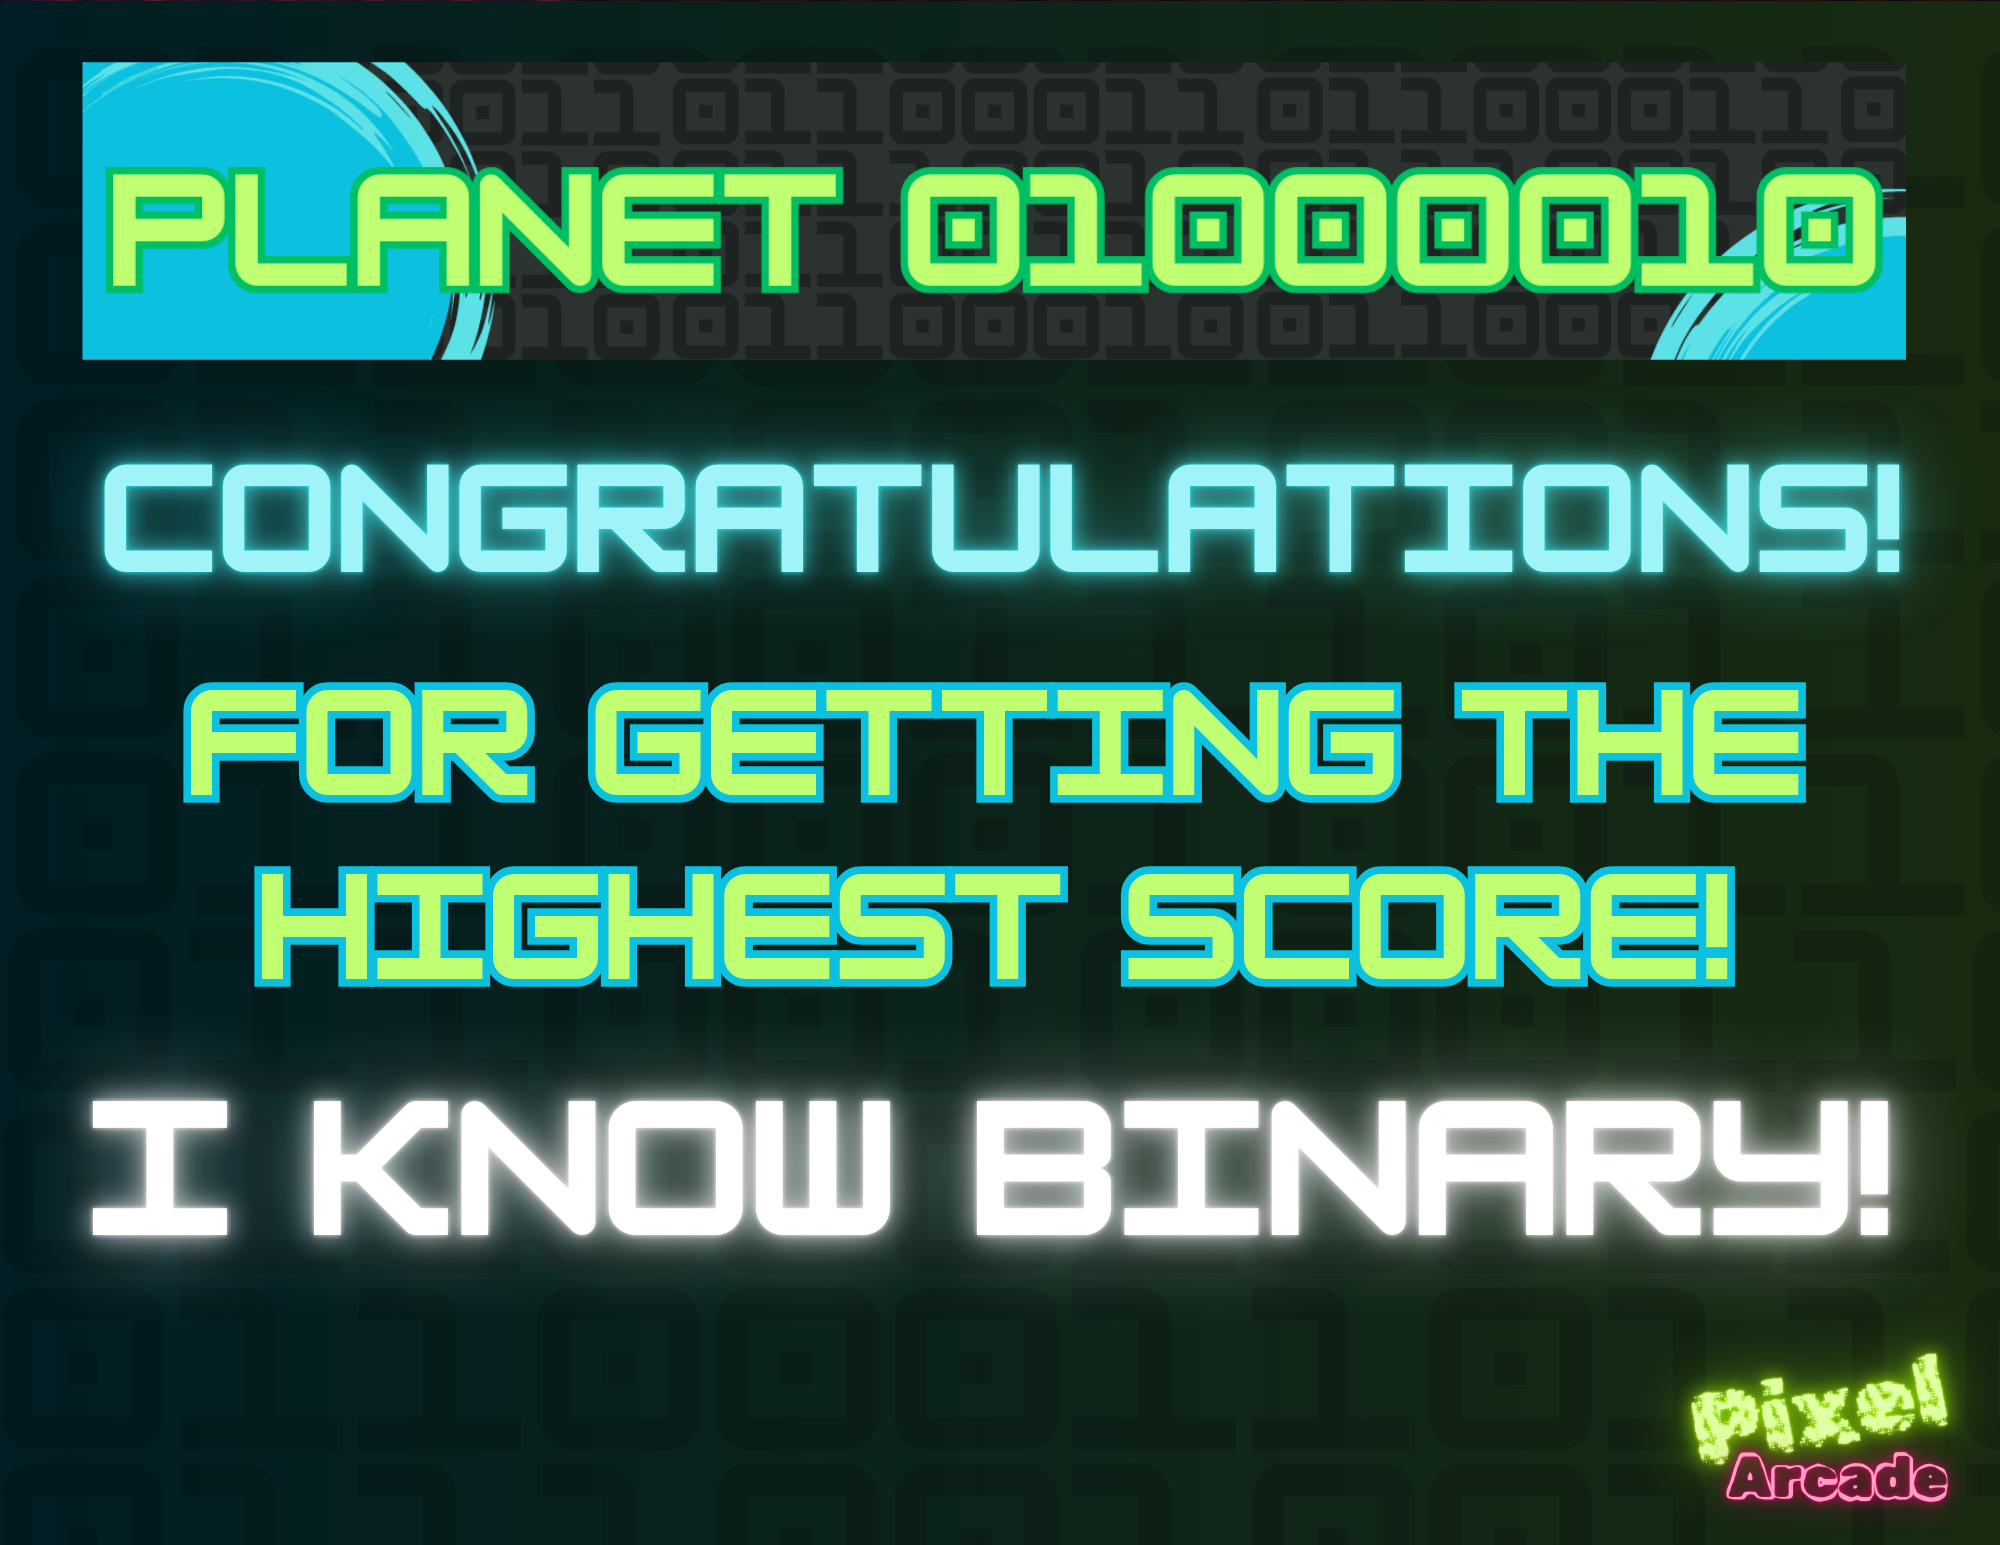 PLANET 01000010
CONGRATULATIONS!
FOR GETTING THE
HIGHEST SCORE!
I KNOW BINARY!
pixel
Arcade